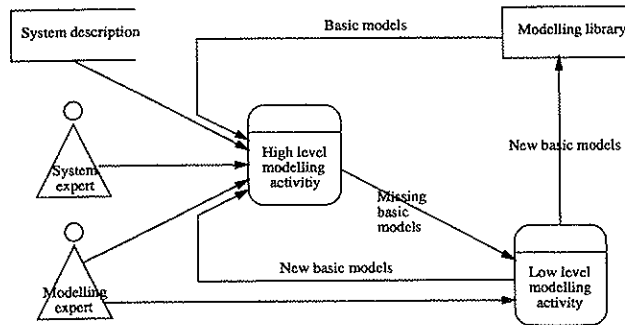 System description
Basic models
Modelling library
High level
modelling
activity
New basic models
System
expert
Missing
basic
models
New basic models
Low level
modelling
activity
Modelling
expert